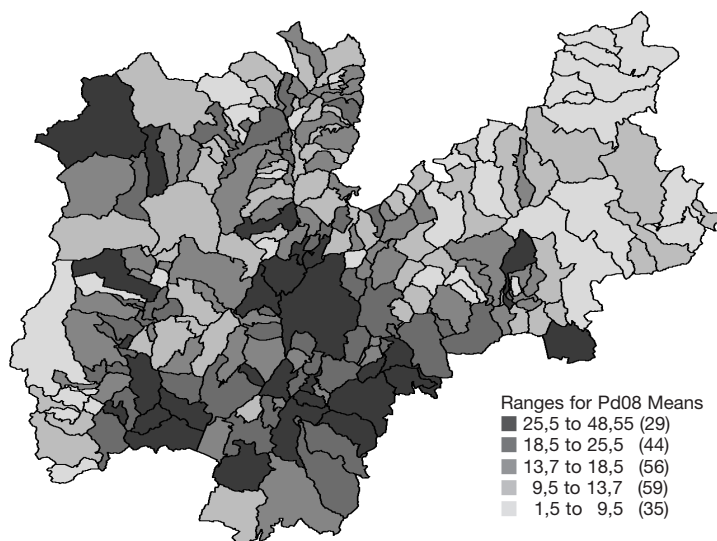 Ranges for Pd08 Means
25,5 to 48,55 (29)
18,5 to 25,5 (44)
13,7 to 18,5 (56)
9,5 to 13,7 (59)
1,5 to 9,5 (35)